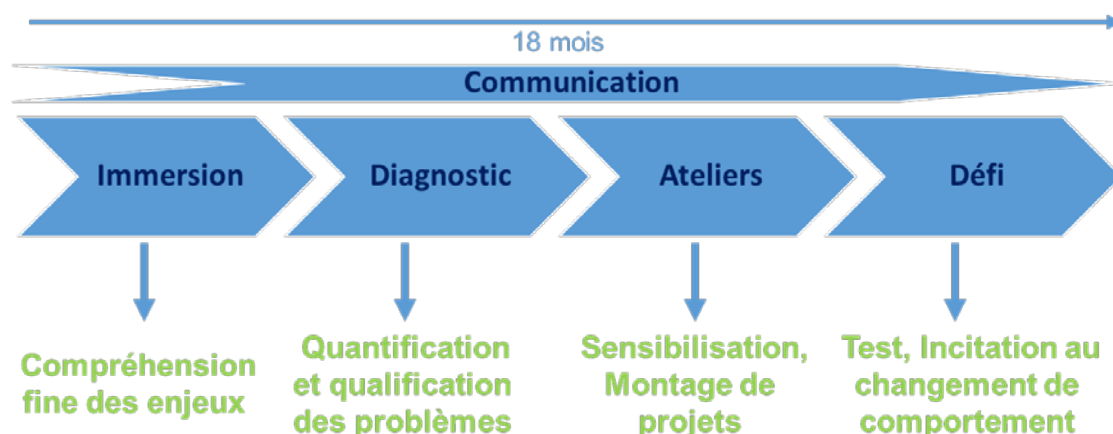 18 mois
Communication
Immersion
Diagnostic
Ateliers
Défi
Compréhension
fine des enjeux
Quantification
et qualification
des problèmes
Sensibilisation,
Montage de
projets
Test, Incitation au
changement de
comportement